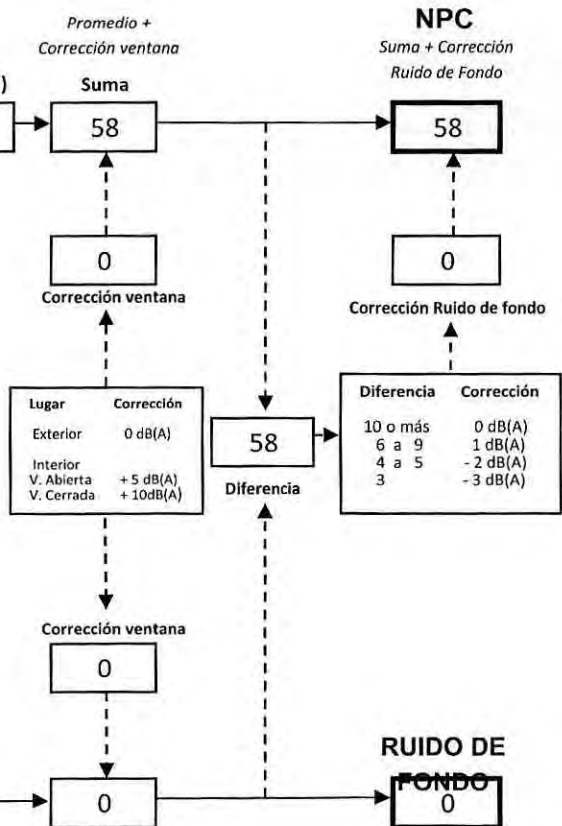 Promedio +
Corrección ventana
NPC
Suma + Corrección
Ruido de Fondo
)
Suma
58
58
0
Corrección ventana
0
Corrección Ruido de fondo
Lugar Corrección
Exterior 0 dB(A)
Interior
V. Abierta + 5 dB(A)
V. Cerrada + 10dB(A)
58
Diferencia
Diferencia Corrección
10 o más 0 dB(A)
6 a 9 1 dB(A)
4 a 5 - 2 dB(A)
3 - 3 dB(A)
Corrección ventana
0
RUIDO DE
FONDO
0
0